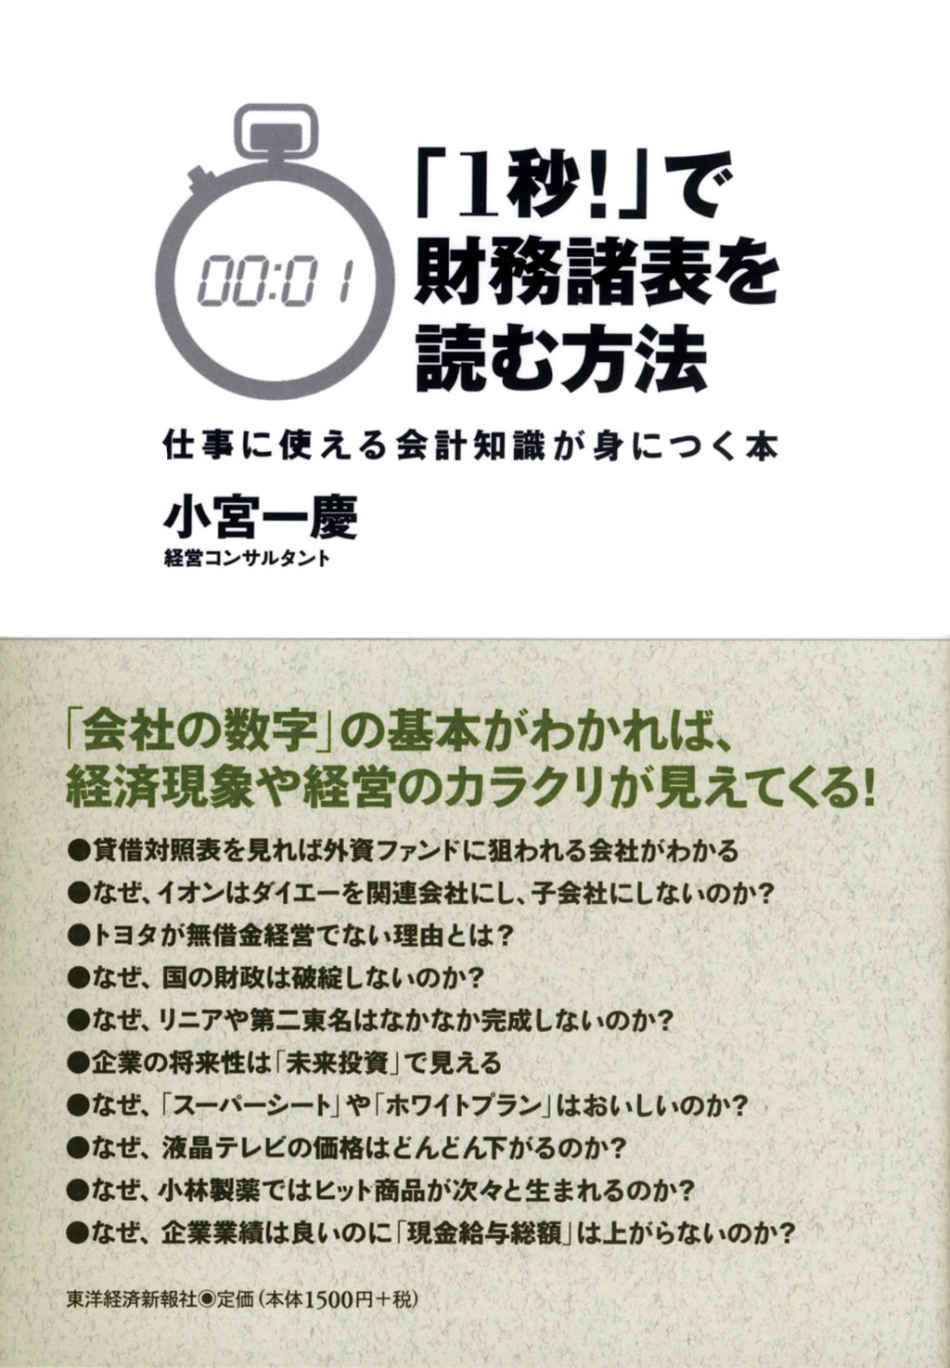 00:01
「1秒!」で
財務諸表を
読む方法
仕事に使える会計知識が身につく本
小宮一慶
経営コンサルタント
「会社の数字」の基本がわかれば、
経済現象や経営のカラクリが見えてくる!
●貸借対照表を見れば外資ファンドに狙われる会社がわかる
●なぜ、イオンはダイエーを関連会社にし、子会社にしないのか?
●トヨタが無借金経営でない理由とは?
●なぜ、国の財政は破綻しないのか?
●なぜ、リニアや第二東名はなかなか完成しないのか?
●企業の将来性は「未来投資」で見える
●なぜ、「スーパーシート」や「ホワイトプラン」はおいしいのか?
●なぜ、液晶テレビの価格はどんどん下がるのか?
●なぜ、小林製薬ではヒット商品が次々と生まれるのか?
●なぜ、企業業績は良いのに「現金給与総額」は上がらないのか?
東洋経済新報社◉定価(本体1500円+税)